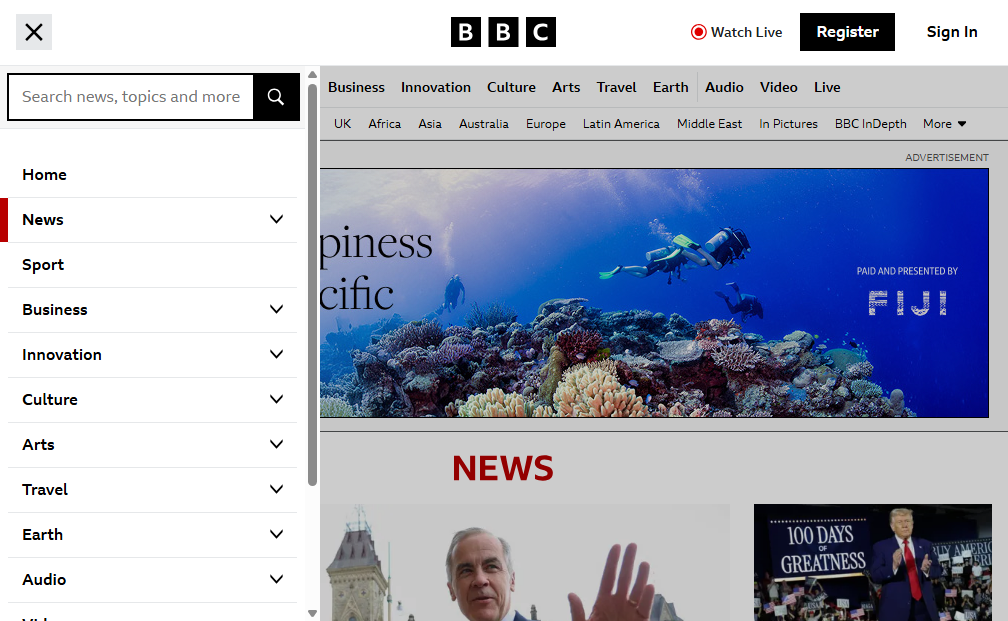 BBC
Watch Live
Register
Sign In
Search news, topics and more
Business Innovation Culture Arts Travel Earth Audio Video Live
UK Africa Asia Australia Europe Latin America Middle East In Pictures BBC InDepth More
Home
News
Sport
Business
Innovation
Culture
Arts
Travel
Earth
Audio
ADVERTISEMENT
piness
cific
PAID AND PRESENTED BY
FIJI
NEWS
100 DAYS
OF
GREATNESS